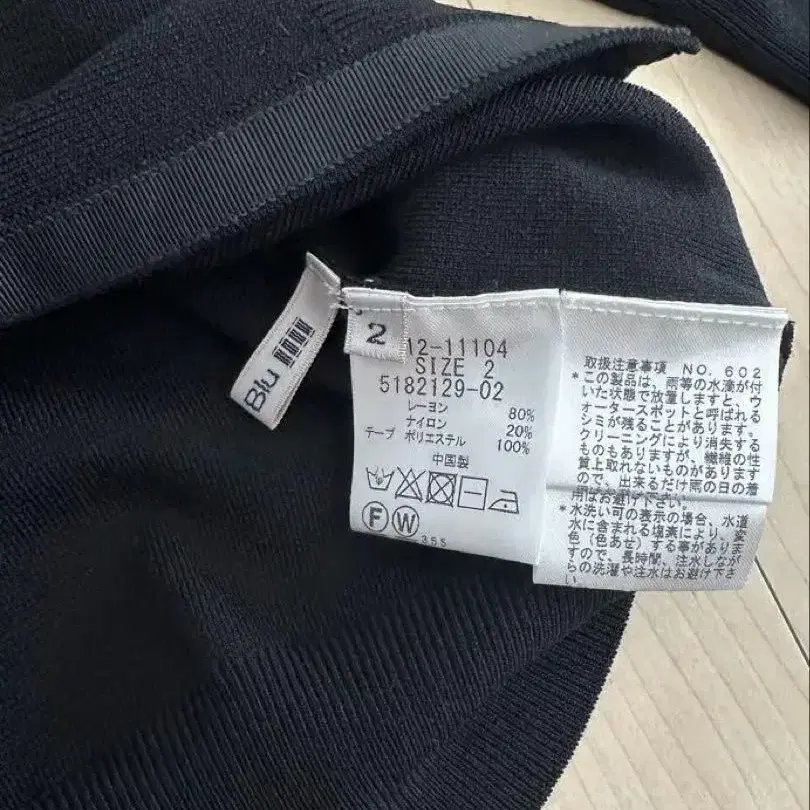 Blu
2
12-11104
SIZE 2
5182129-02
レーヨン 80%
ナイロン 20%
テープ ポリエステル 100%
中国製
F W
35S
取扱注意事項 NO. 602
*この製品は、雨等の水滴が付
いた状態で放置しますと、ウ
ォータースポットと呼ばれる
シミが残ることがあります。
クリーニングにより消失する
ものもありますが、繊維の性
質上取れないものがあります
ので、出来るだけ雨の日の着
用はお避け下さい。
*水洗い可の表示の場合、水道
水に含まれる塩素により、変
色(色あせ)する事がありま
すので、長時間、注水しなが
らの洗濯や注水はお避け下さ
い。